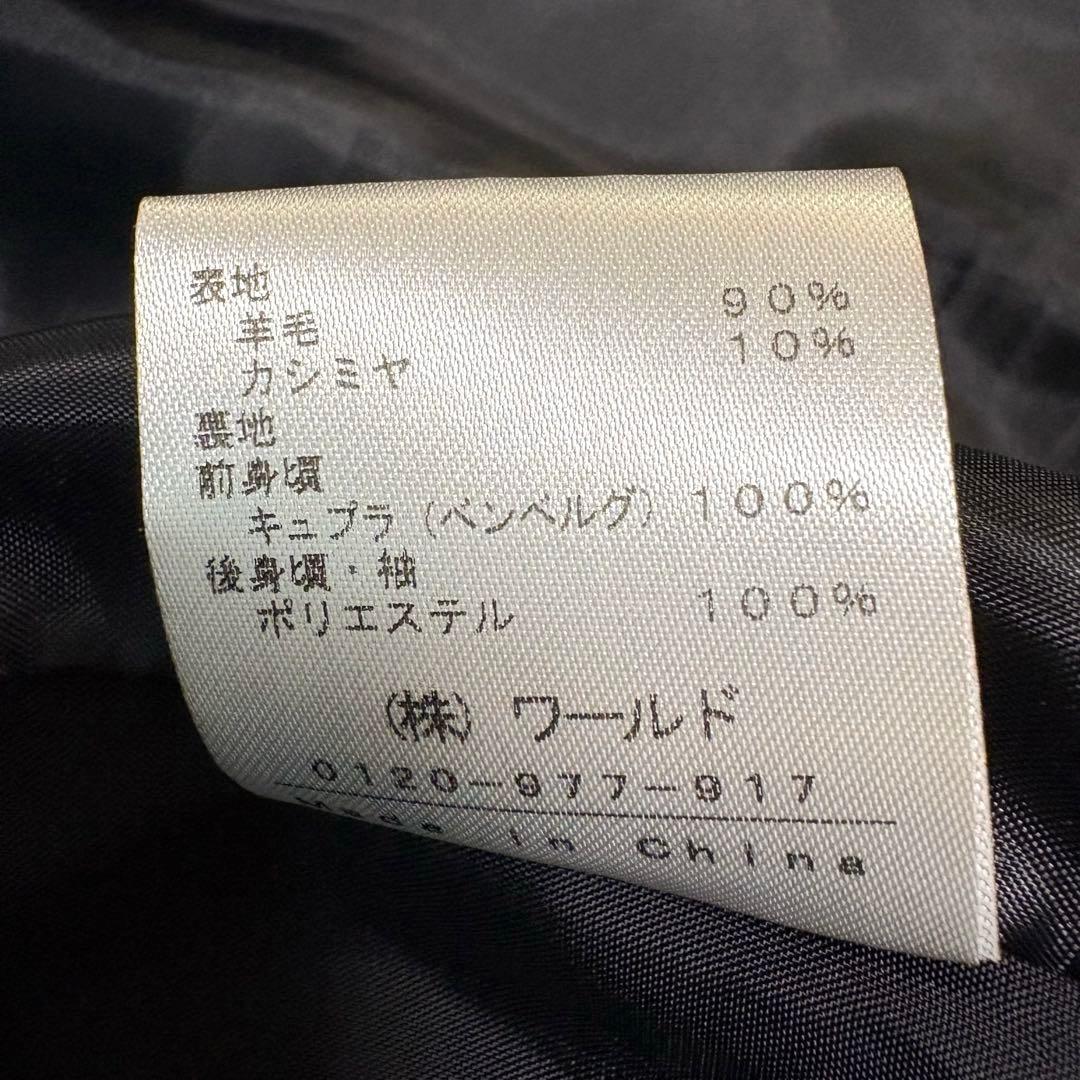 表地
羊毛 90%
カシミヤ 10%
裏地
前身頃
キュプラ(ベンベルグ) 100%
後身頃・袖
ポリエステル 100%
(株)ワールド
0120-977-917
Made in China